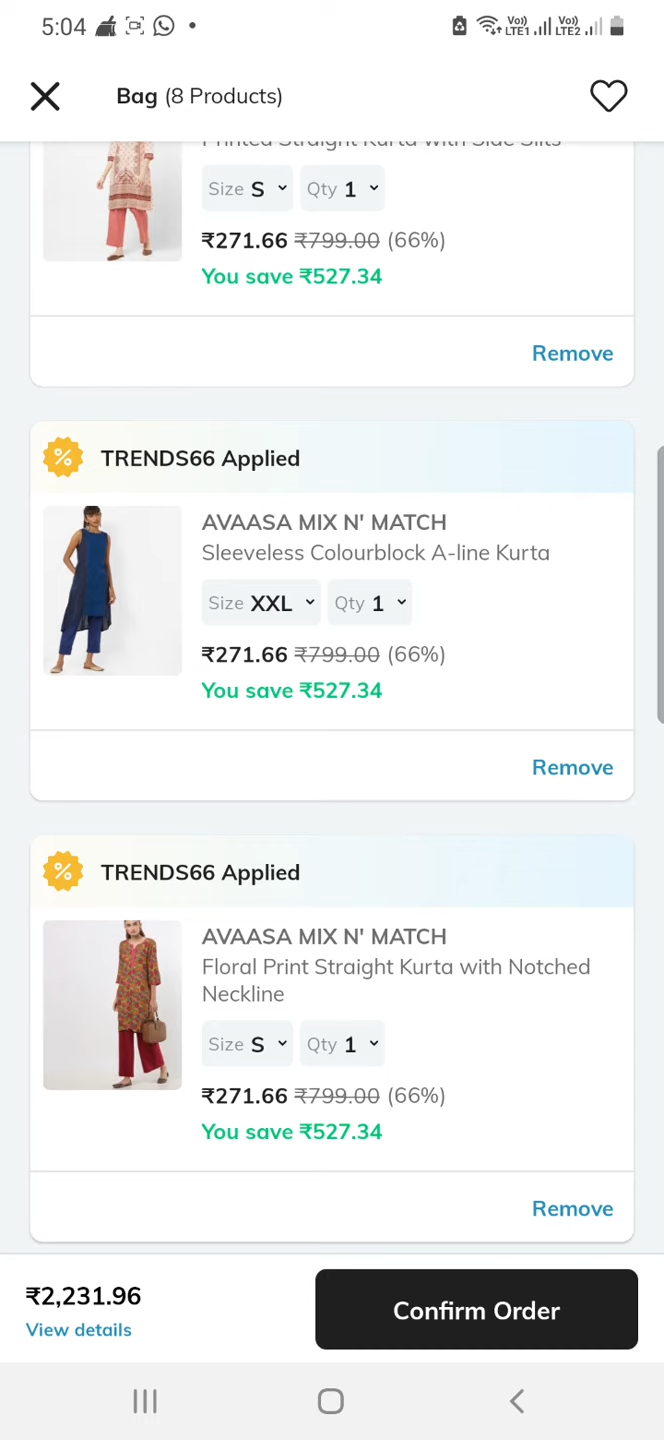 5:04
Vo)) LTE1 Vo)) LTE2
Bag (8 Products)
Printed Straight Kurta with Side Slits
Size S Qty 1
₹271.66 ₹799.00 (66%)
You save ₹527.34
Remove
% TRENDS66 Applied
AVAASA MIX N' MATCH
Sleeveless Colourblock A-line Kurta
Size XXL Qty 1
₹271.66 ₹799.00 (66%)
You save ₹527.34
Remove
% TRENDS66 Applied
AVAASA MIX N' MATCH
Floral Print Straight Kurta with Notched
Neckline
Size S Qty 1
₹271.66 ₹799.00 (66%)
You save ₹527.34
Remove
₹2,231.96
View details
Confirm Order